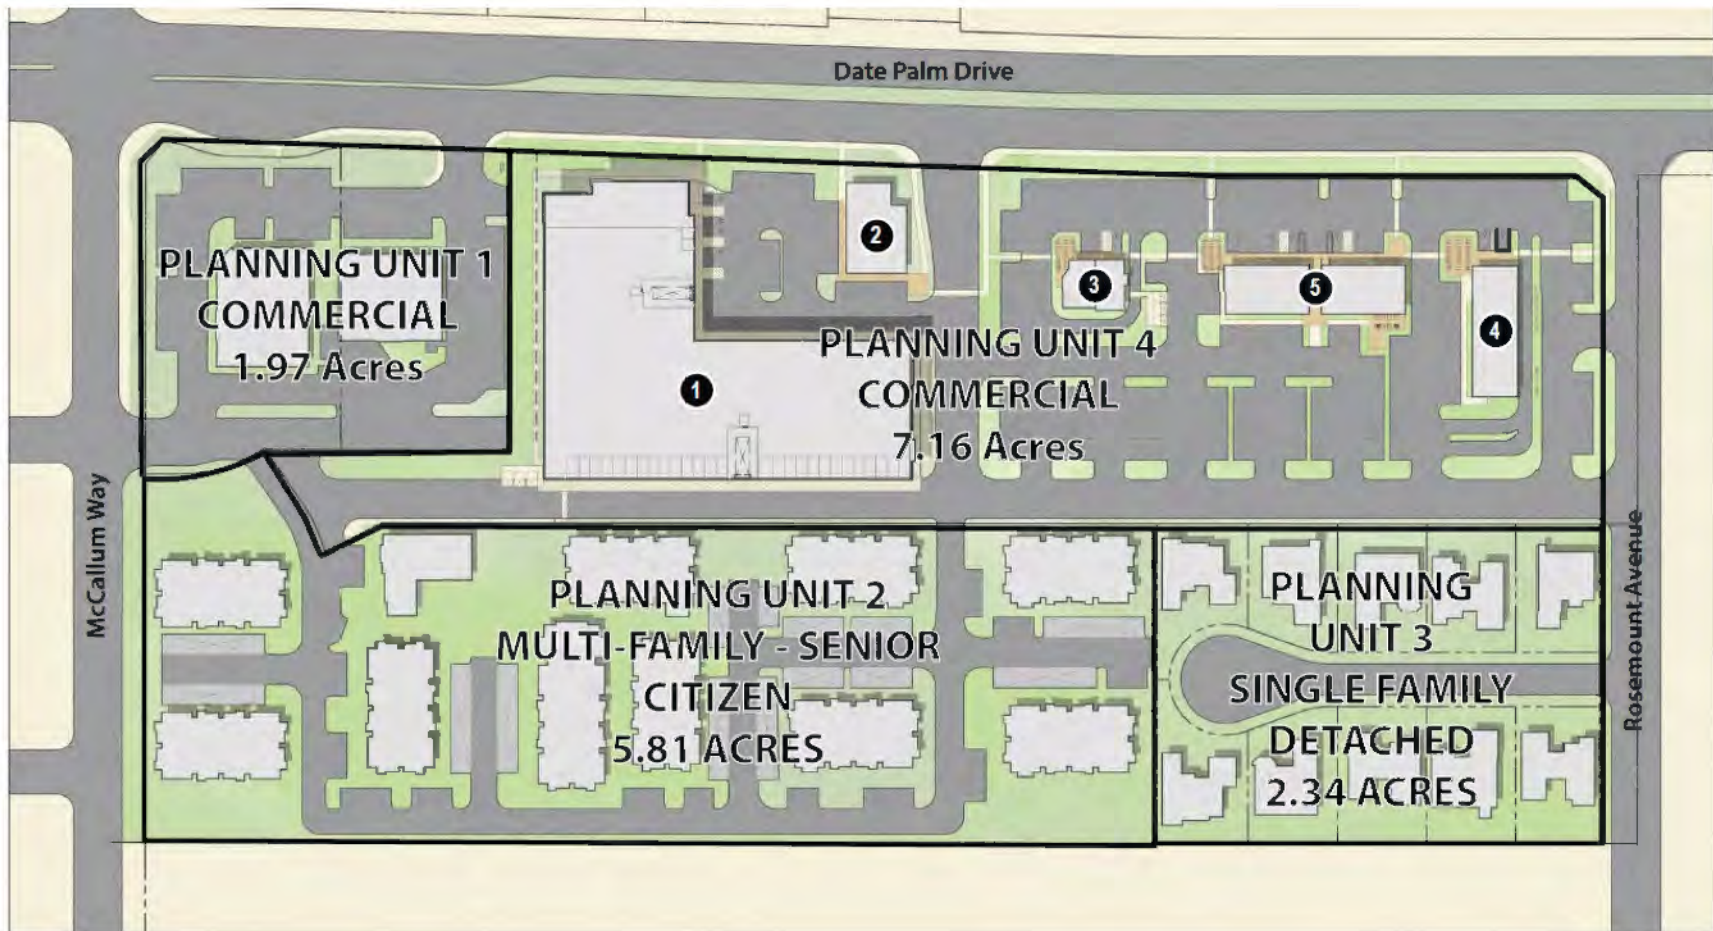 Date Palm Drive
PLANNING UNIT 1
COMMERCIAL
1.97 Acres
2
3
5
4
1
PLANNING UNIT 4
COMMERCIAL
7.16 Acres
McCallum Way
PLANNING UNIT 2
MULTI-FAMILY - SENIOR
CITIZEN
5.81 ACRES
PLANNING
UNIT 3
SINGLE FAMILY
DETACHED
2.34 ACRES
Rosemount Avenue